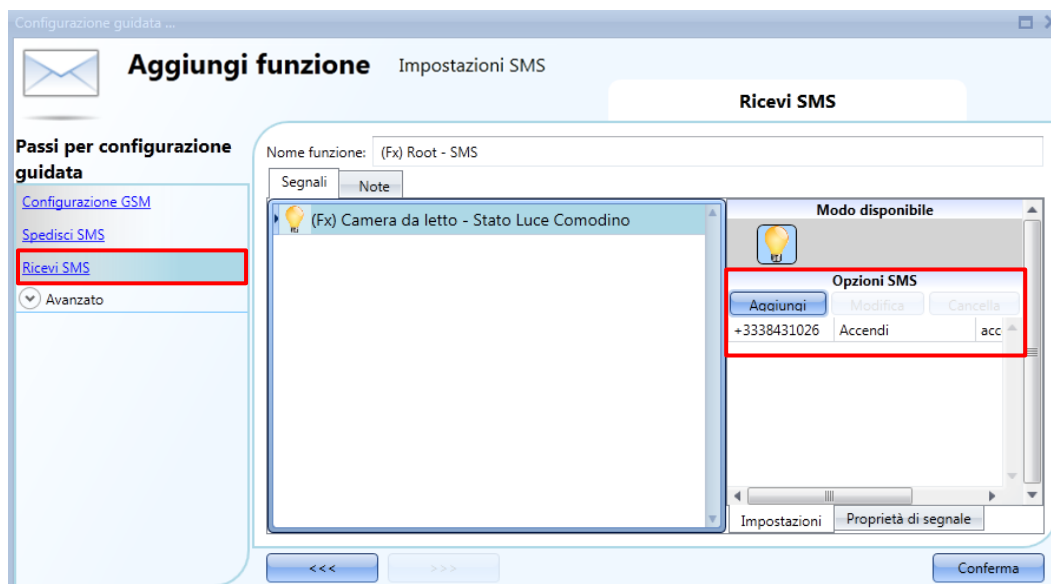 Configurazione guidata ...
Aggiungi funzione Impostazioni SMS
Ricevi SMS
Passi per configurazione
guidata
Configurazione GSM
Spedisci SMS
Ricevi SMS
Avanzato
Nome funzione: (Fx) Root - SMS
Segnali Note
(Fx) Camera da letto - Stato Luce Comodino
Modo disponibile
Opzioni SMS
Aggiungi Modifica Cancella
+3338431026 Accendi acc
Impostazioni Proprietà di segnale
<<< >>> Conferma